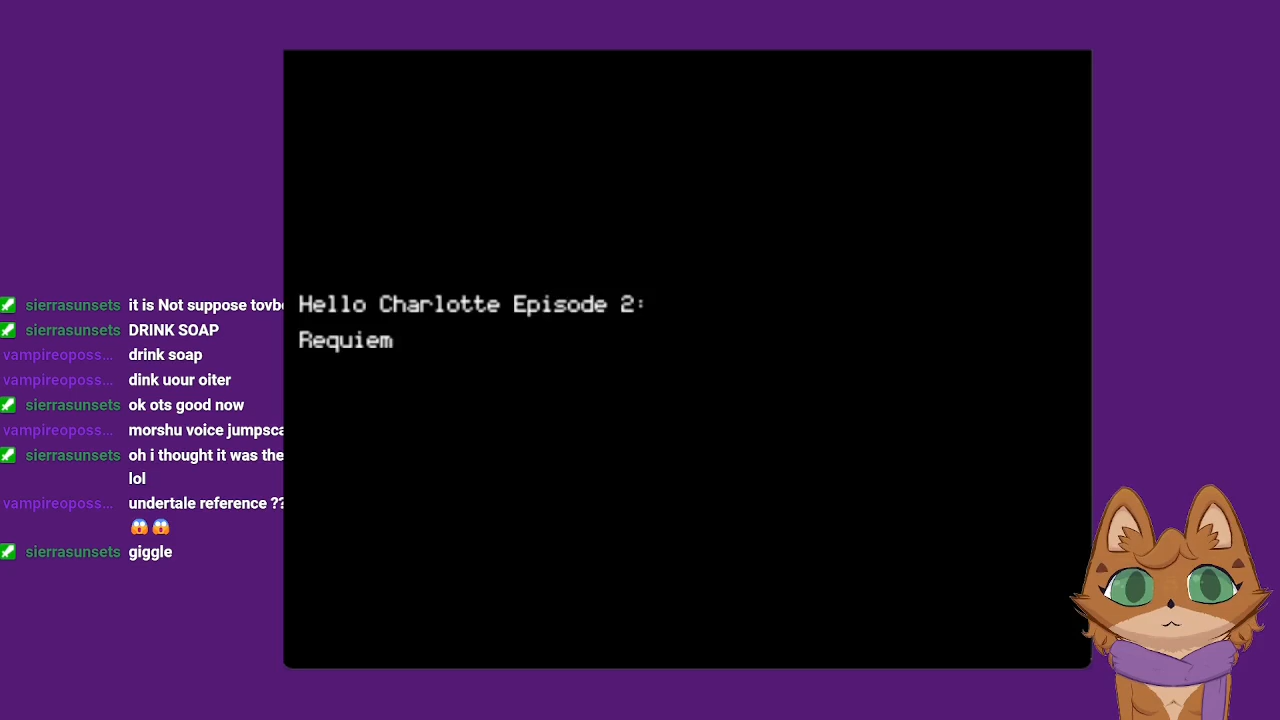 sierrasunsets it is Not suppose tovb
sierrasunsets DRINK SOAP
vampireoposs... drink soap
vampireoposs... dink uour oiter
sierrasunsets ok ots good now
vampireoposs... morshu voice jumpsca
sierrasunsets oh i thought it was the
lol
vampireoposs... undertale reference ??
😱 😱
sierrasunsets giggle
Hello Charlotte Episode 2:
Requiem